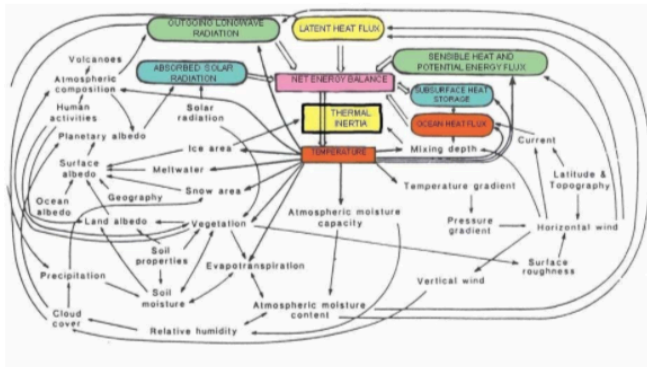 OUTGOING LONGWAVE
RADIATION
LATENT HEAT FLUX
Volcanoes
SENSIBLE HEAT AND
POTENTIAL ENERGY FLUX
Atmospheric
composition
ABSORBED SOLAR
RADIATION
NET ENERGY BALANCE
SUBSURFACE HEAT
STORAGE
Human
activities
Solar
radiation
THERMAL
INERTIA
OCEAN HEAT FLUX
Planetary albedo
Ice area
TEMPERATURE
Mixing depth
Current
Surface
albedo
Meltwater
Latitude &
Topography
Snow area
Temperature gradient
Ocean
albedo
Geography
Land albedo
Vegetation
Atmospheric moisture
capacity
Pressure
gradient
Horizontal wind
Soil
properties
Evapotranspiration
Surface
roughness
Precipitation
Soil
moisture
Vertical wind
Atmospheric moisture
content
Cloud
cover
Relative humidity